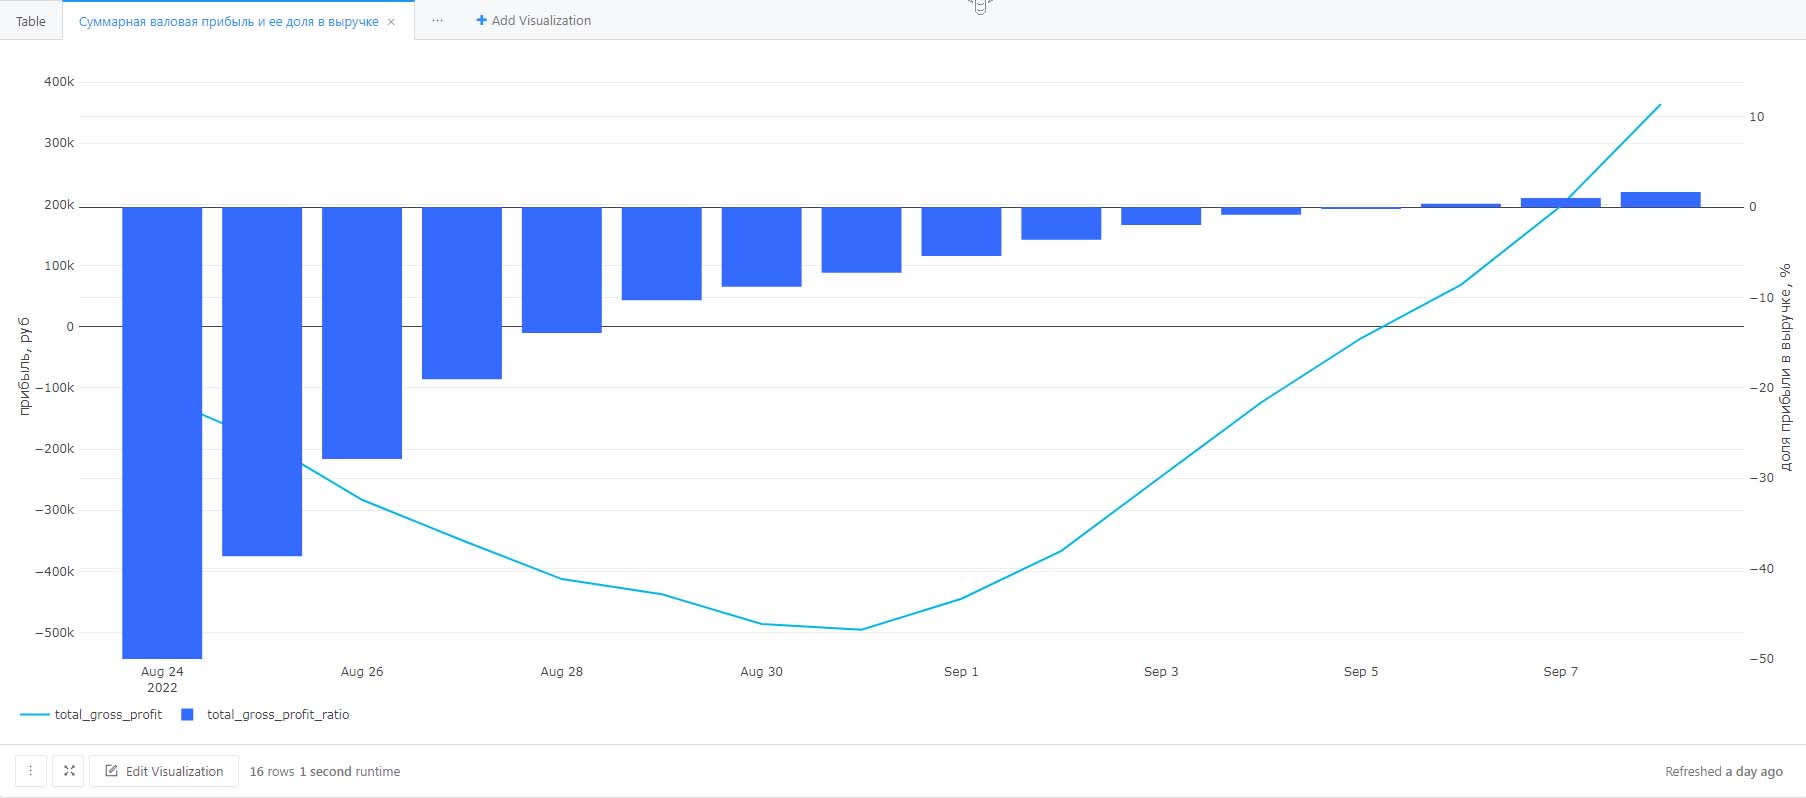 Table
Суммарная валовая прибыль и ее доля в выручке ×
···
+ Add Visualization
400k
300k
200k
100k
0
−100k
−200k
−300k
−400k
−500k
прибыль, руб
10
0
−10
−20
−30
−40
−50
доля прибыли в выручке, %
Aug 24
2022
Aug 26
Aug 28
Aug 30
Sep 1
Sep 3
Sep 5
Sep 7
total_gross_profit
total_gross_profit_ratio
Edit Visualization
16 rows 1 second runtime
Refreshed a day ago